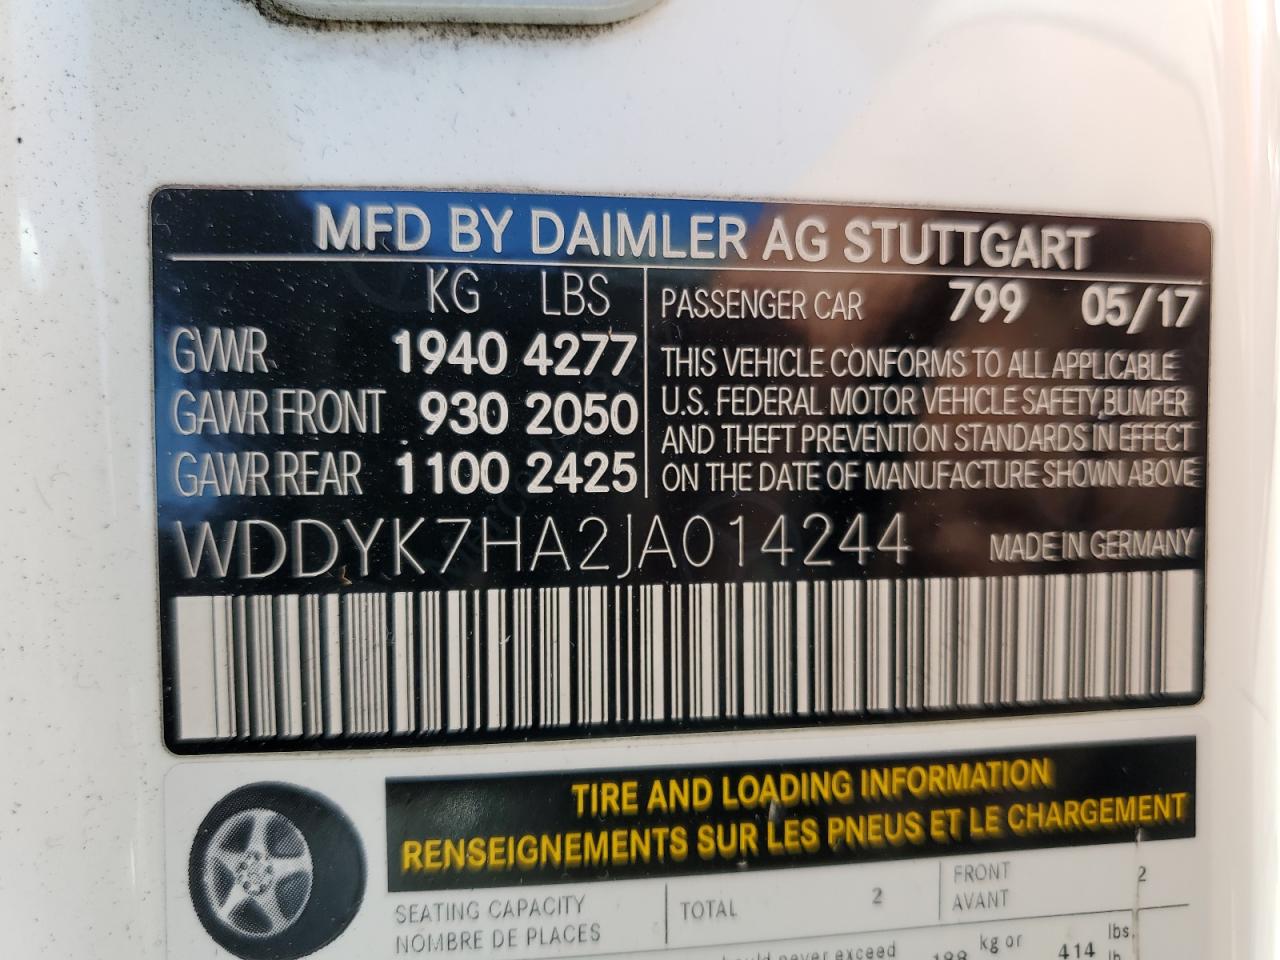 MFD BY DAIMLER AG STUTTGART
KG LBS
GVWR 1940 4277
GAWR FRONT 930 2050
GAWR REAR 1100 2425
PASSENGER CAR 799 05/17
THIS VEHICLE CONFORMS TO ALL APPLICABLE
U.S. FEDERAL MOTOR VEHICLE SAFETY, BUMPER
AND THEFT PREVENTION STANDARDS IN EFFECT
ON THE DATE OF MANUFACTURE SHOWN ABOVE
WDDYK7HA2JA014244 MADE IN GERMANY
TIRE AND LOADING INFORMATION
RENSEIGNEMENTS SUR LES PNEUS ET LE CHARGEMENT
SEATING CAPACITY
NOMBRE DE PLACES
TOTAL 2
FRONT 2
AVANT
never exceed kg or 414 lbs.